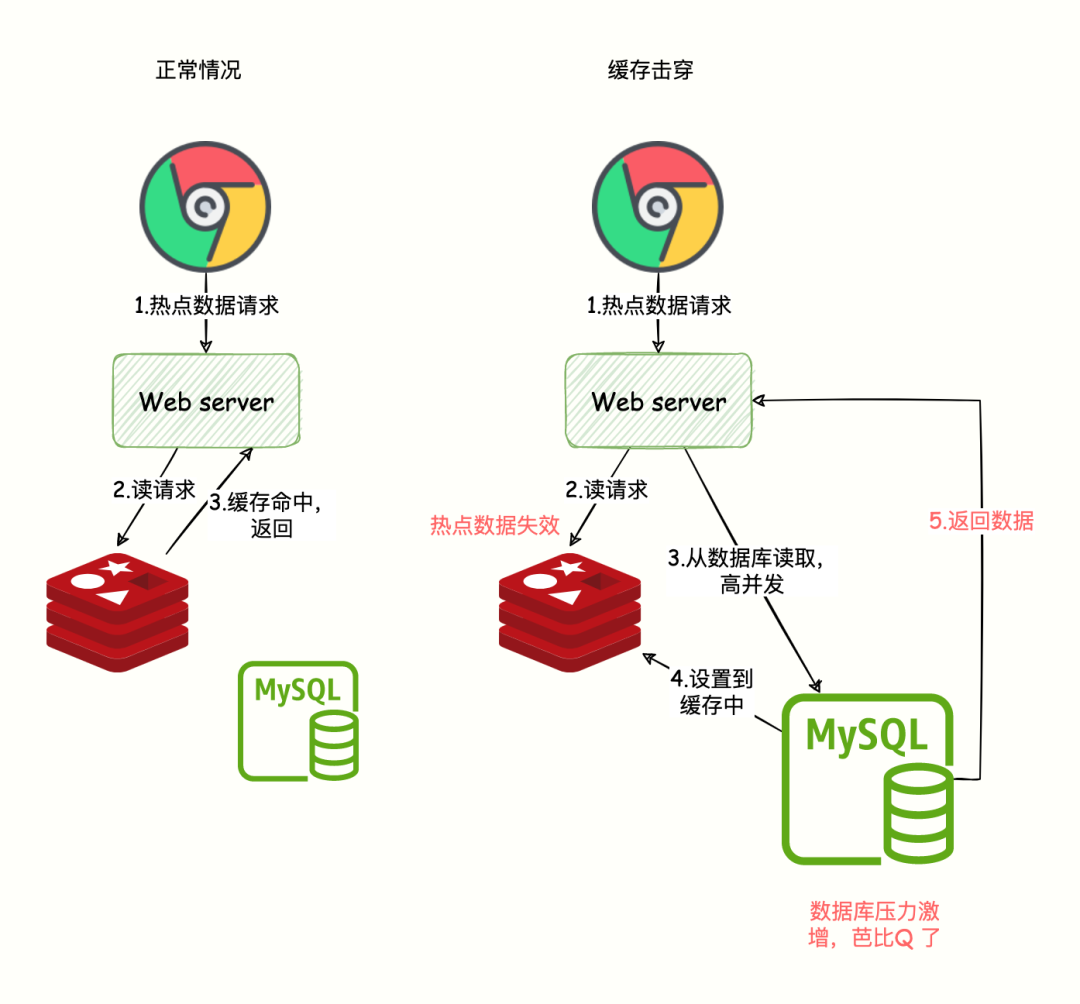 正常情况
1.热点数据请求
Web server
2.读请求
3.缓存命中,
返回
MySQL
缓存击穿
1.热点数据请求
Web server
2.读请求
热点数据失效
3.从数据库读取,
高并发
4.设置到
缓存中
5.返回数据
MySQL
数据库压力激
增，芭比Q 了